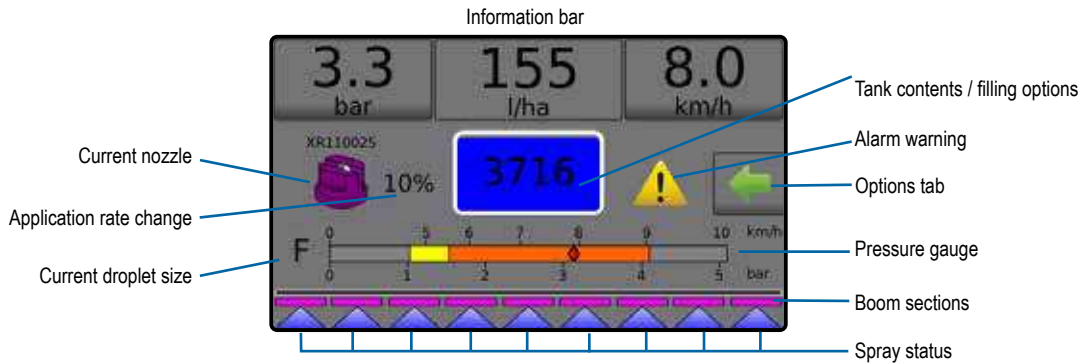 Information bar
3.3
bar
155
l/ha
8.0
km/h
Tank contents / filling options
Alarm warning
Options tab
Pressure gauge
Boom sections
Spray status
Current nozzle
Application rate change
Current droplet size
XR110025
10%
3716
F
0 5 6 7 8 9 10 km/h
0 1 2 3 4 5 bar